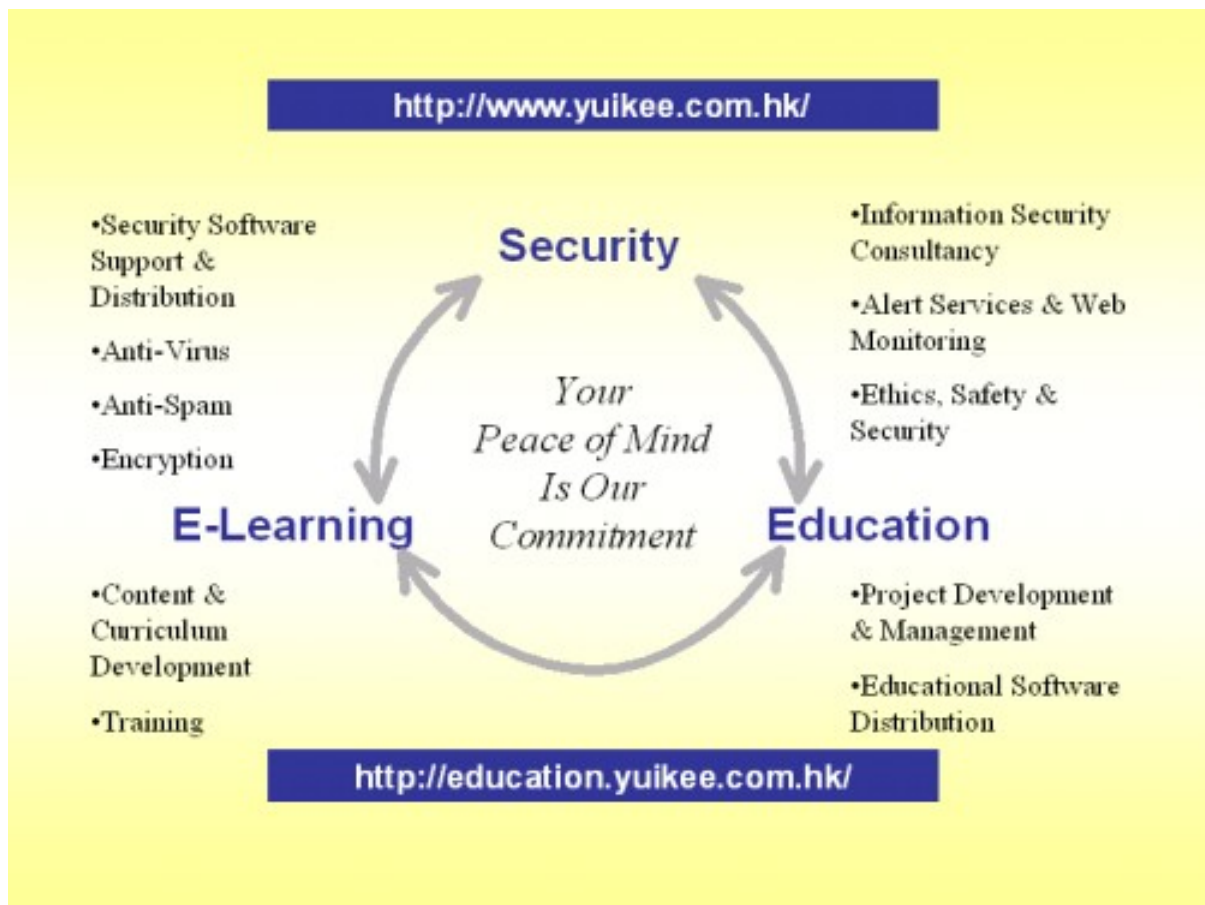 http://www.yuikee.com.hk/
•Security Software
Support &
Distribution
•Anti-Virus
•Anti-Spam
•Encryption
Security
•Information Security
Consultancy
•Alert Services & Web
Monitoring
•Ethics, Safety &
Security
Your
Peace of Mind
Is Our
Commitment
E-Learning
Education
•Content &
Curriculum
Development
•Training
•Project Development
& Management
•Educational Software
Distribution
http://education.yuikee.com.hk/